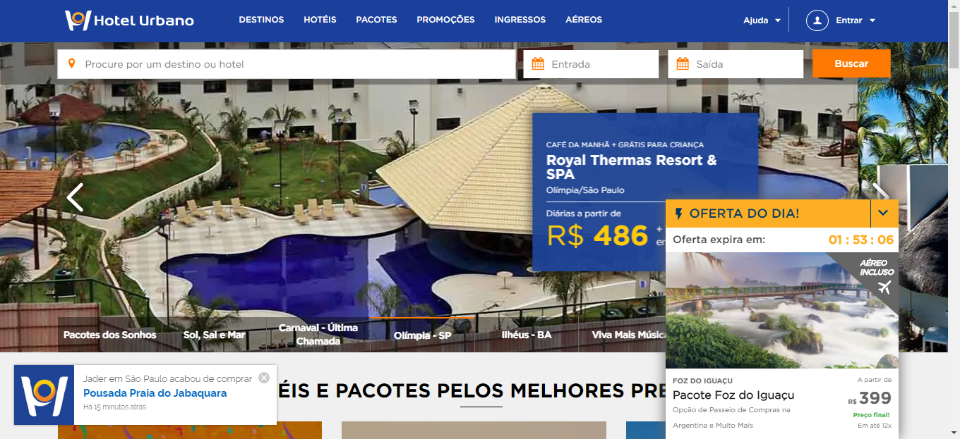 Hotel Urbano
DESTINOS HOTÉIS PACOTES PROMOÇÕES INGRESSOS AÉREOS
Ajuda Entrar
Procure por um destino ou hotel
Entrada
Saída
Buscar
CAFÉ DA MANHÃ + GRÁTIS PARA CRIANÇA
Royal Thermas Resort &
SPA
Olímpia/São Paulo
Diárias a partir de
R$ 486 +
OFERTA DO DIA!
Oferta expira em: 01 : 53 : 06
AÉREO
INCLUSO
Pacotes dos Sonhos
Sol, Sal e Mar
Carnaval - Última
Chamada
Olímpia - SP
Ilhéus - BA
Viva Mais Música
Jader em São Paulo acabou de comprar
Pousada Praia do Jabaquara
Há 15 minutos atrás
ÉIS E PACOTES PELOS MELHORES PRE
FOZ DO IGUAÇU
Pacote Foz do Iguaçu
Opção de Passeio de Compras na
Argentina e Muito Mais
A partir de
R$ 399
Preço final!
Em até 12x